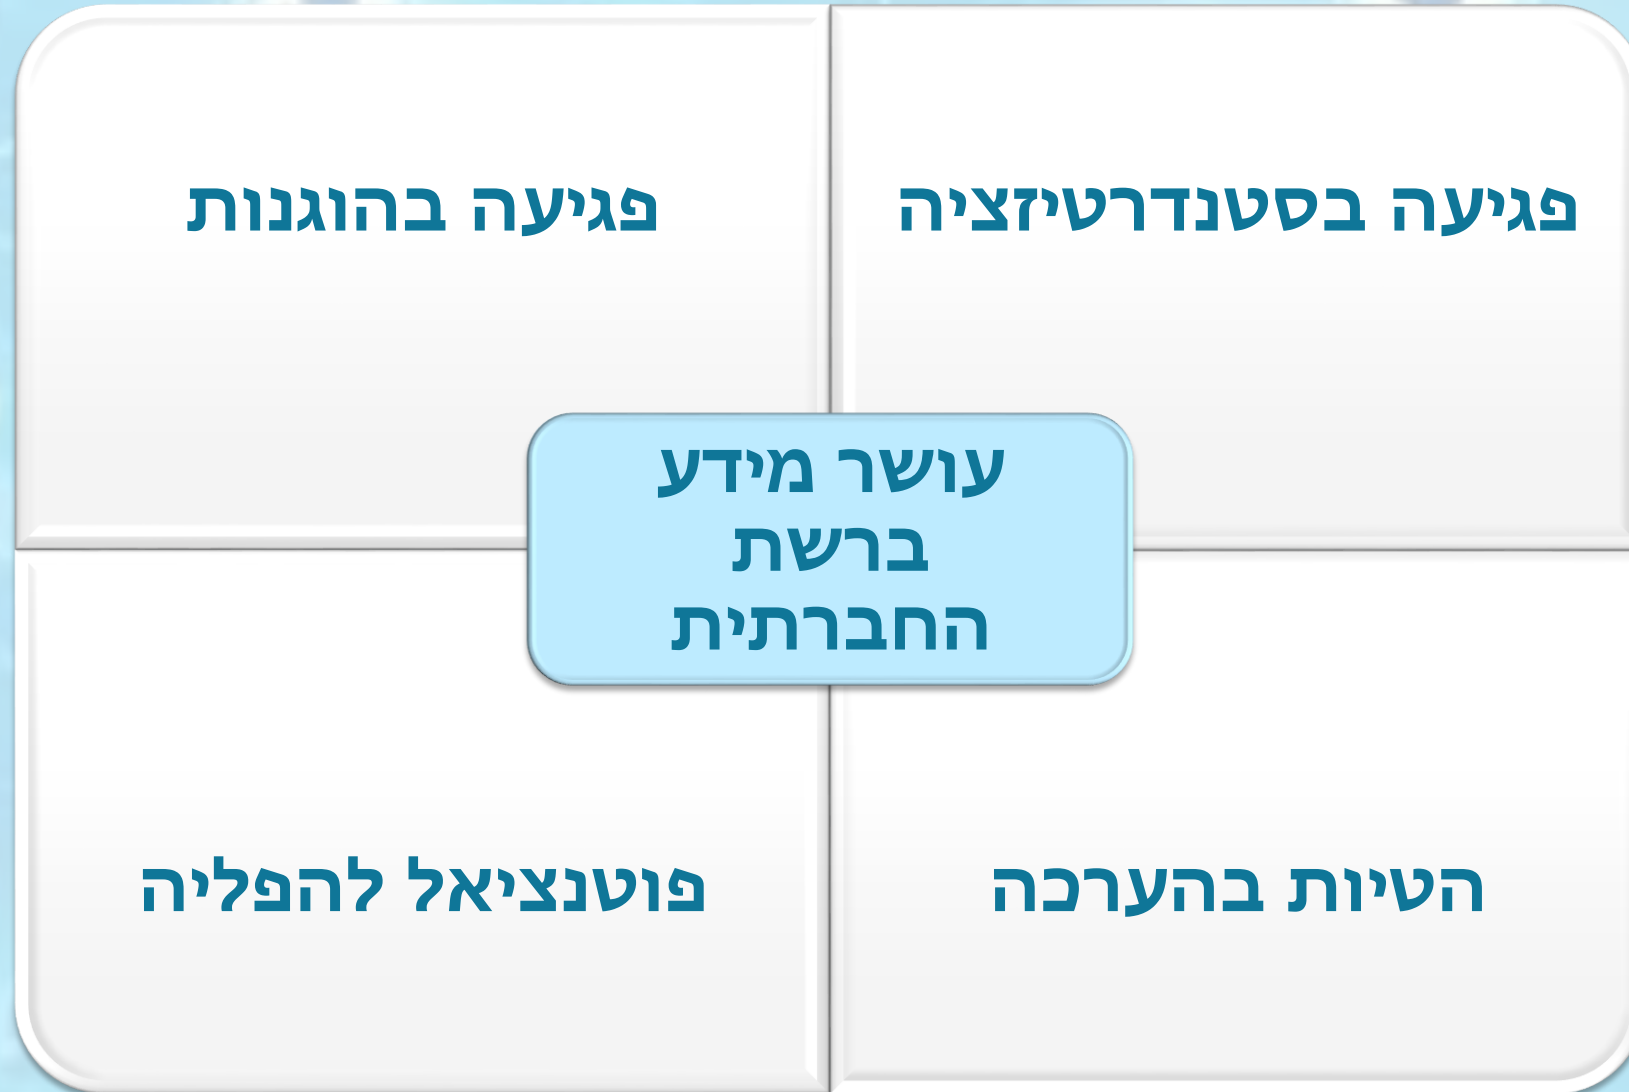 פגיעה בסטנדרטיזציה
פגיעה בהוגנות
עושר מידע
ברשת
החברתית
הטיות בהערכה
פוטנציאל להפליה